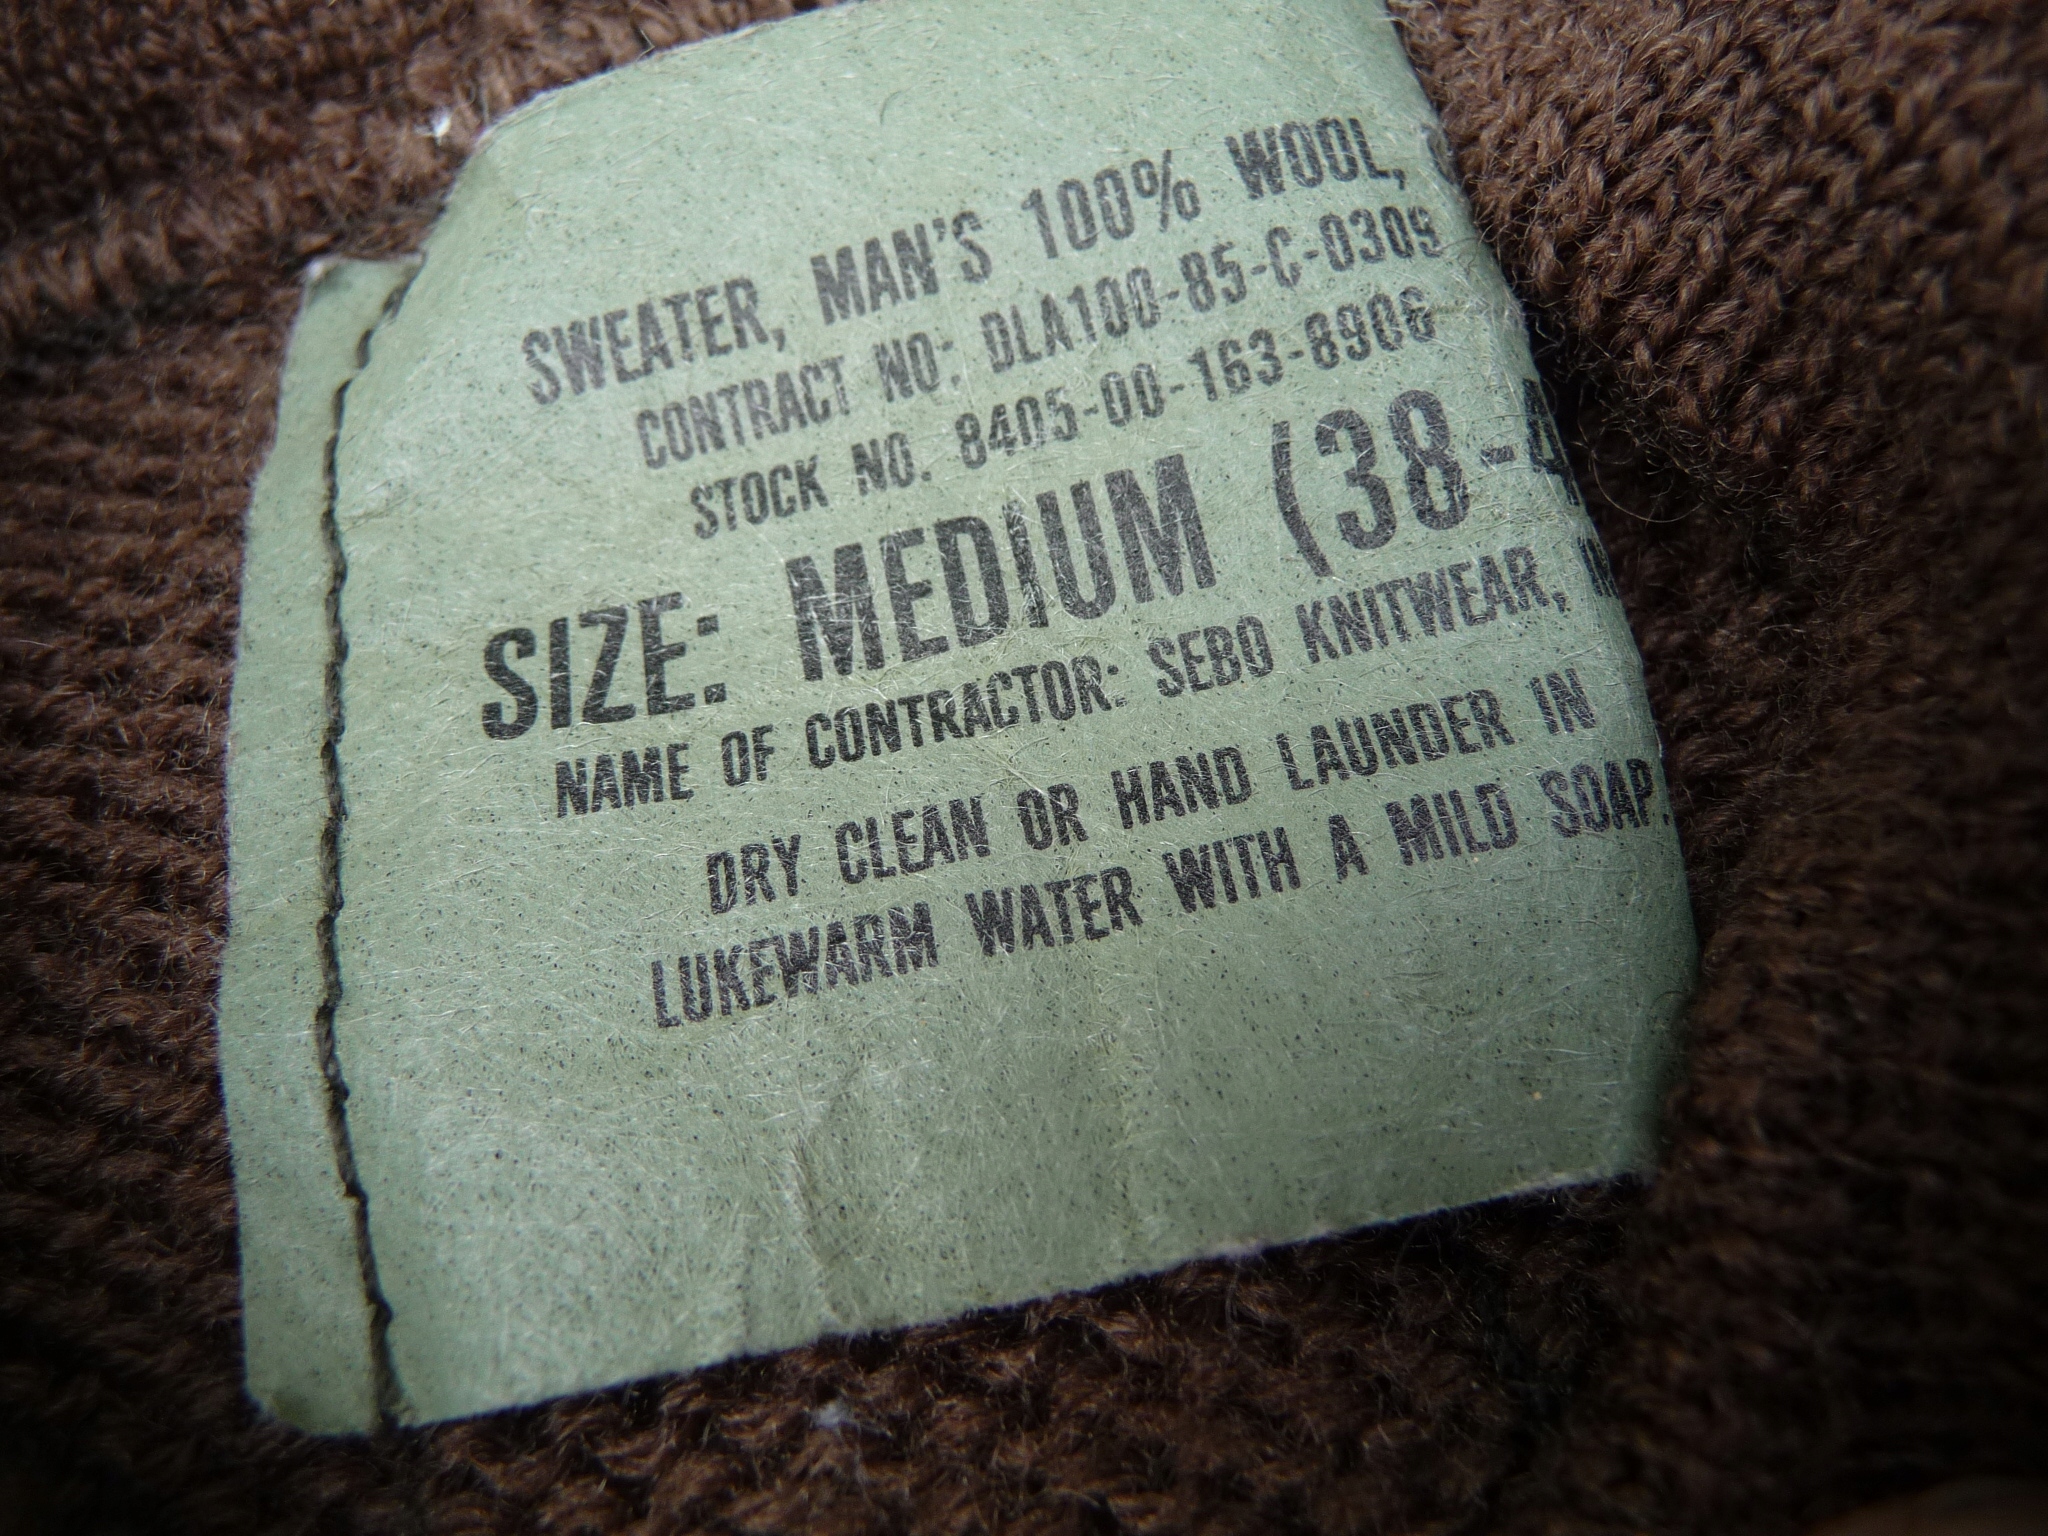 SWEATER, MAN'S 100% WOOL,
CONTRACT NO: DLA100-85-C-0309
STOCK NO. 8405-00-163-8906
SIZE: MEDIUM (38-4
NAME OF CONTRACTOR: SEBO KNITWEAR,
DRY CLEAN OR HAND LAUNDER IN
LUKEWARM WATER WITH A MILD SOAP.